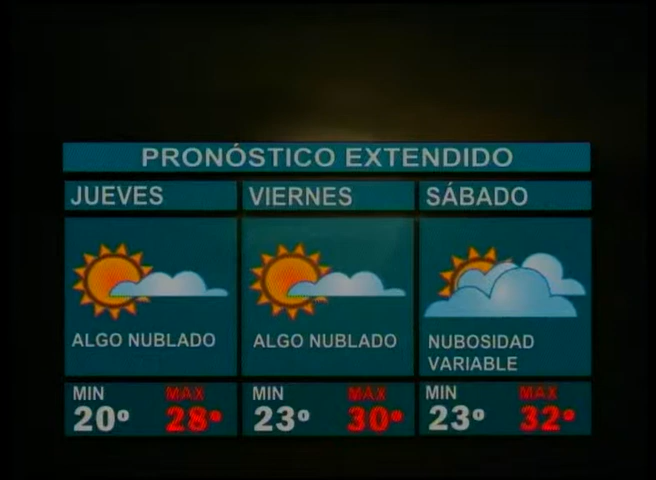 PRONÓSTICO EXTENDIDO
JUEVES
ALGO NUBLADO
MIN MAX
20º 28º
VIERNES
ALGO NUBLADO
MIN MAX
23º 30º
SÁBADO
NUBOSIDAD
VARIABLE
MIN MAX
23º 32º